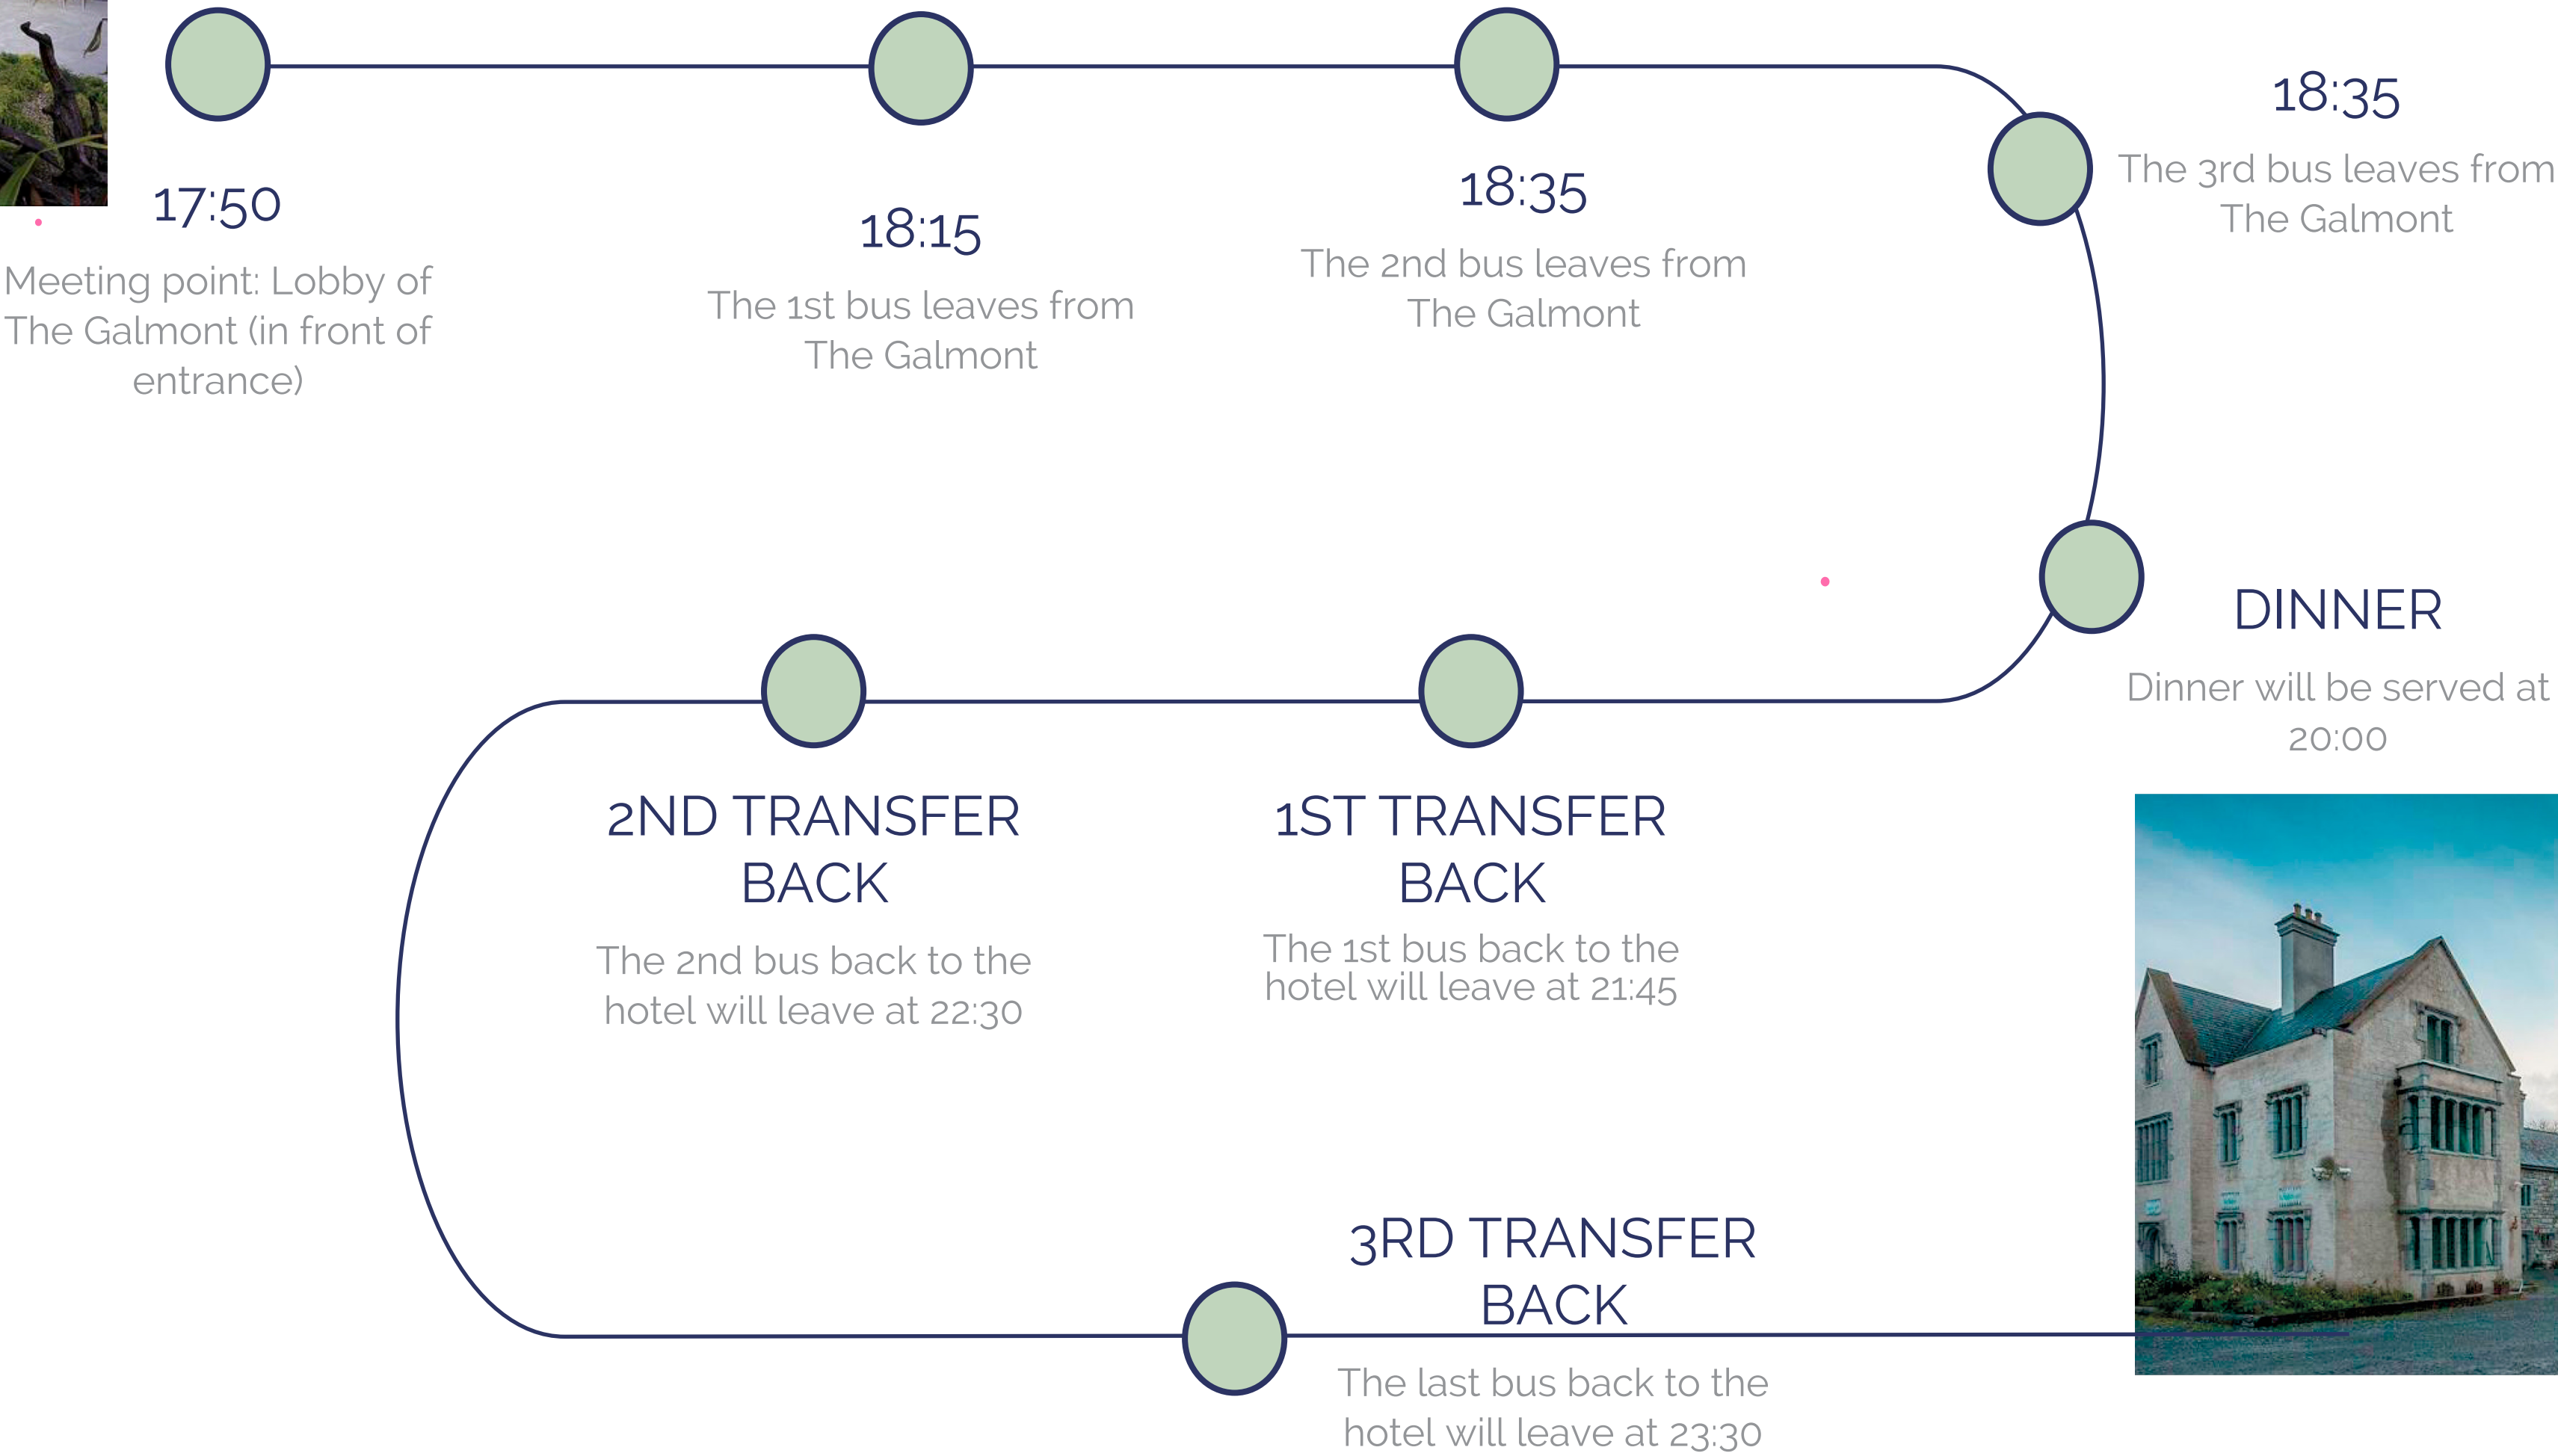 17:50
Meeting point: Lobby of
The Galmont (in front of
entrance)
18:15
The 1st bus leaves from
The Galmont
18:35
The 2nd bus leaves from
The Galmont
18:35
The 3rd bus leaves from
The Galmont
DINNER
Dinner will be served at
20:00
1ST TRANSFER
BACK
The 1st bus back to the
hotel will leave at 21:45
2ND TRANSFER
BACK
The 2nd bus back to the
hotel will leave at 22:30
3RD TRANSFER
BACK
The last bus back to the
hotel will leave at 23:30